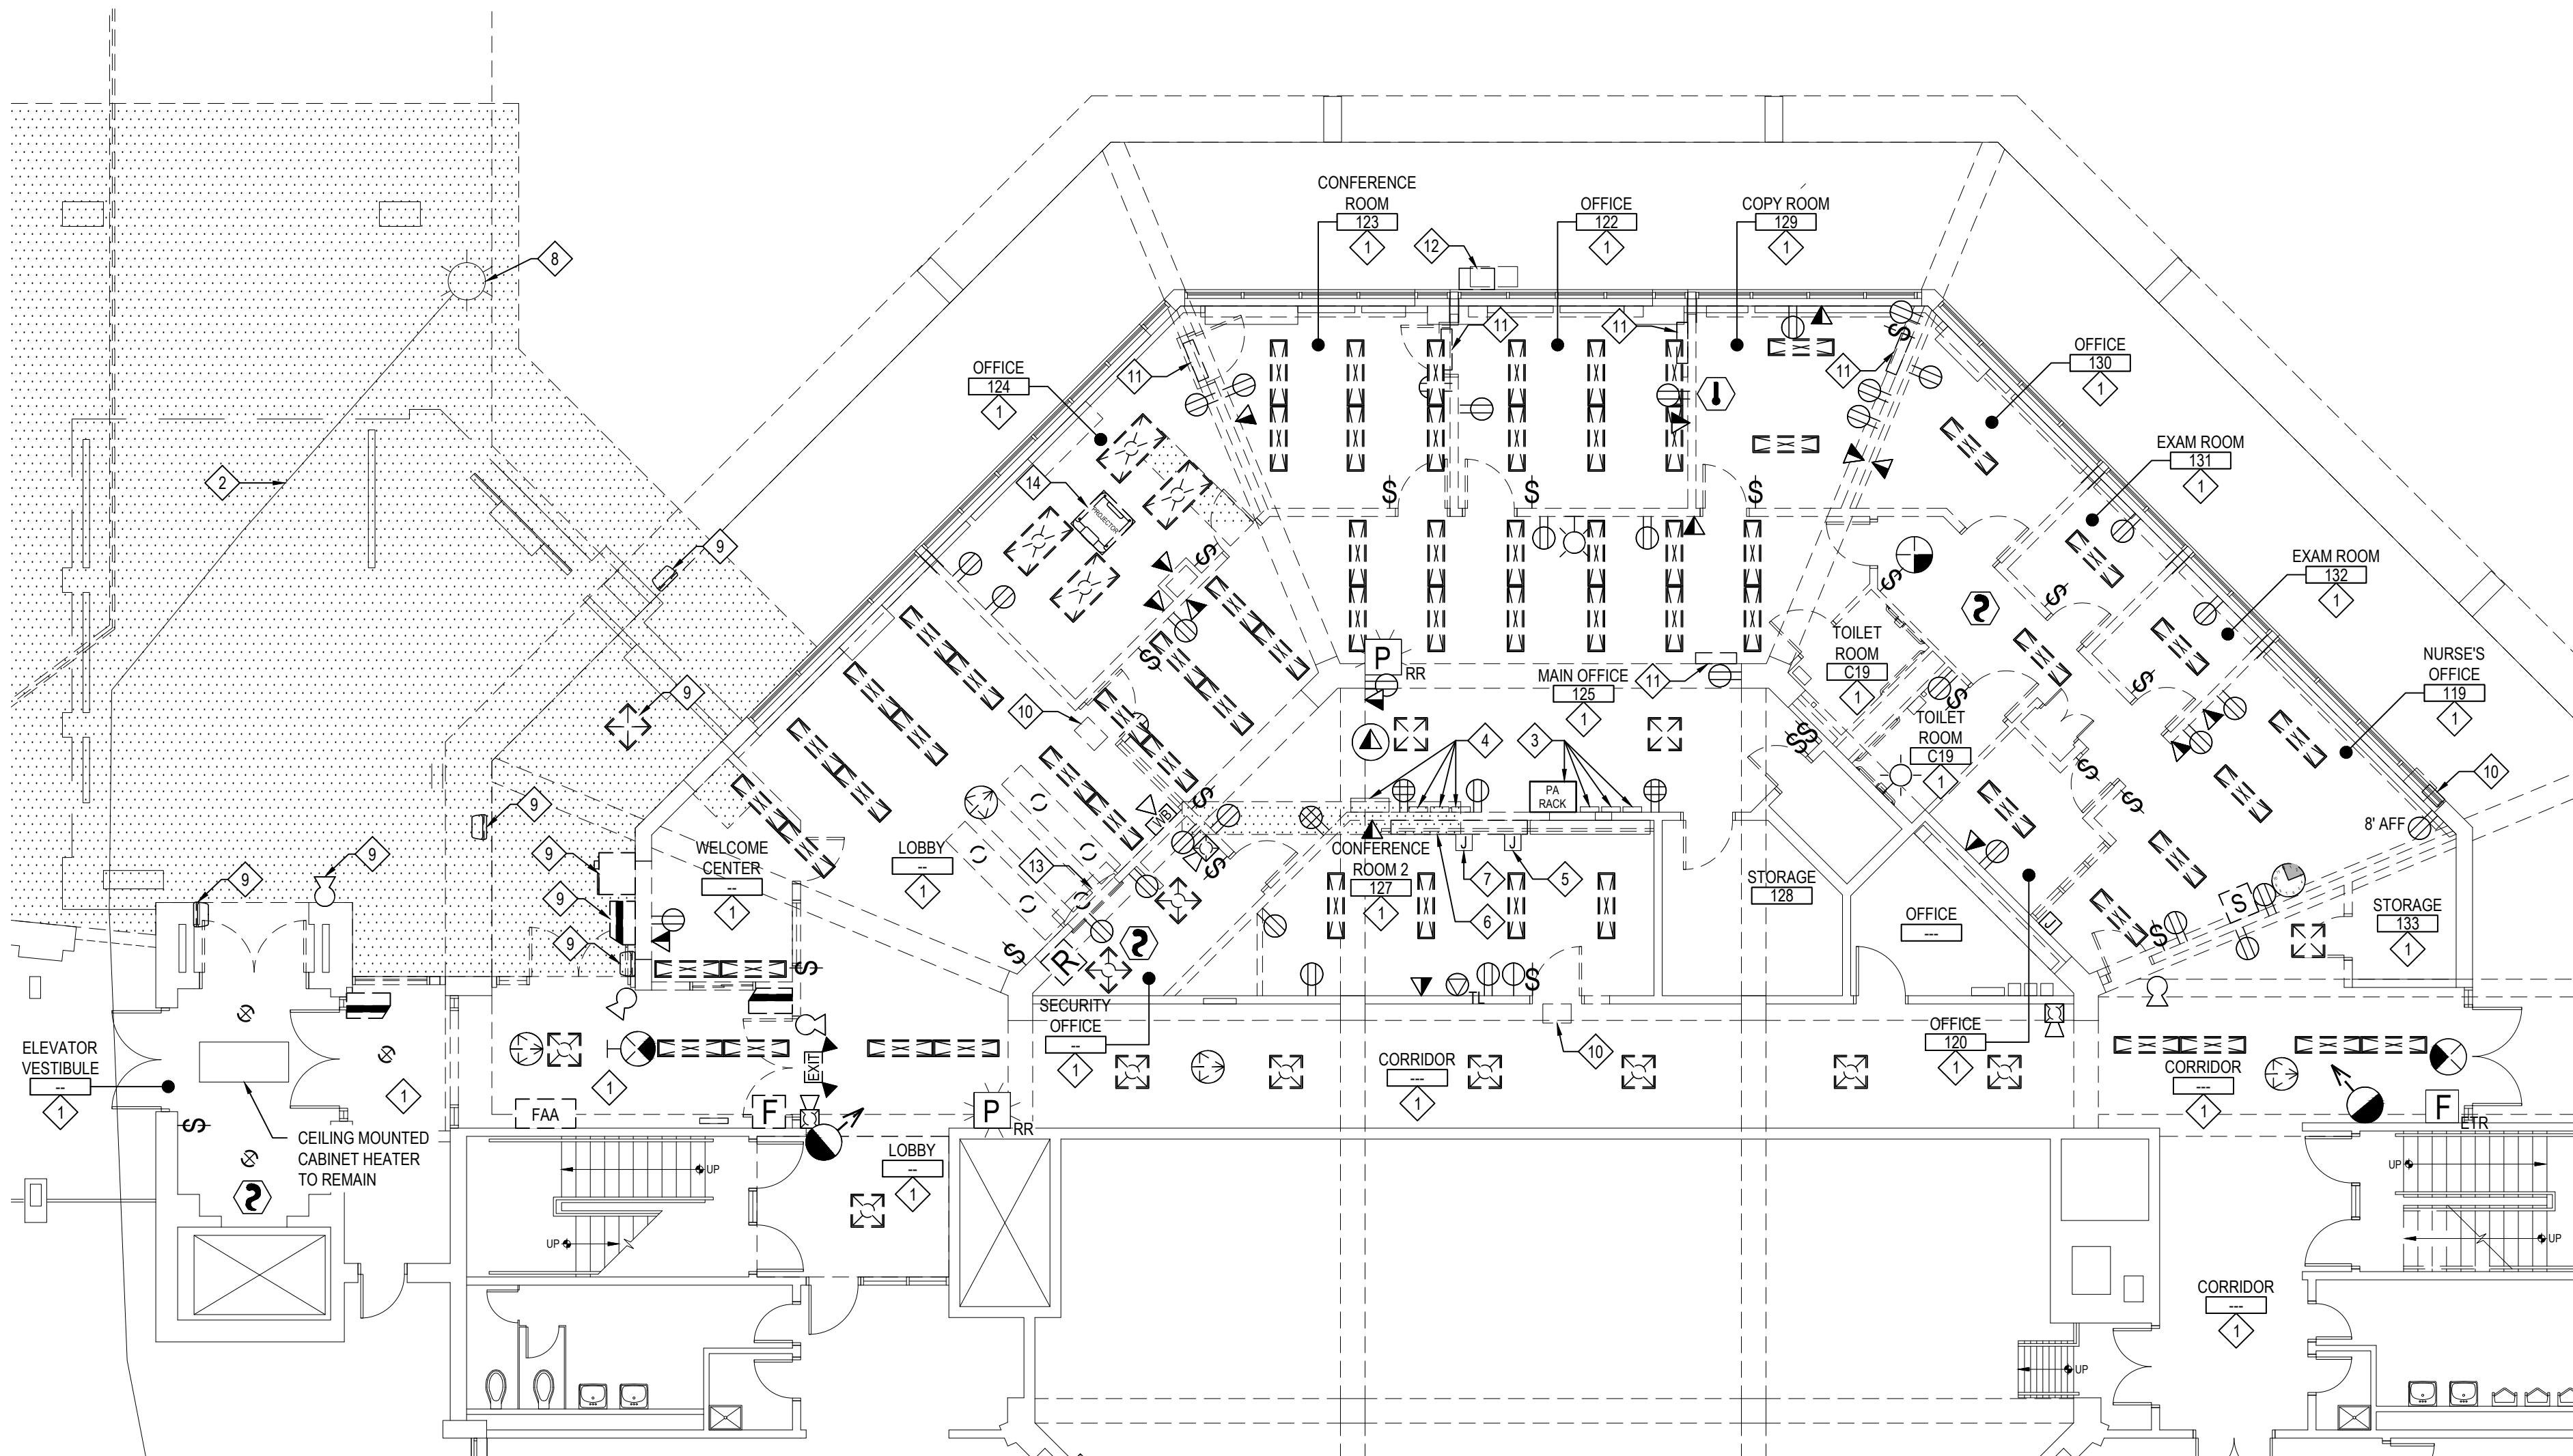 CONFERENCE
ROOM
123
1
OFFICE
122
1
COPY ROOM
129
1
12
8
11
11
11
11
OFFICE
124
1
OFFICE
130
1
EXAM ROOM
131
1
2
14
PROJECTOR
9
EXAM ROOM
132
1
TOILET
ROOM
C19
1
NURSE'S
OFFICE
119
1
P
RR
MAIN OFFICE
125
1
11
9
10
4
3
TOILET
ROOM
C19
1
10
PA
RACK
8' AFF
9
9
9
9
9
WB
WELCOME
CENTER
--
1
LOBBY
--
1
13
CONFERENCE
ROOM 2
127
1
J
7
J
5
6
STORAGE
128
OFFICE
---
S
J
STORAGE
133
1
9
R
TL
SECURITY
OFFICE
--
1
10
OFFICE
120
1
ELEVATOR
VESTIBULE
--
1
1
1
EXIT
CORRIDOR
---
1
CORRIDOR
---
1
FAA
F
P
RR
F
ETR
CEILING MOUNTED
CABINET HEATER
TO REMAIN
LOBBY
--
1
UP
UP
UP
UP
CORRIDOR
---
1
UP